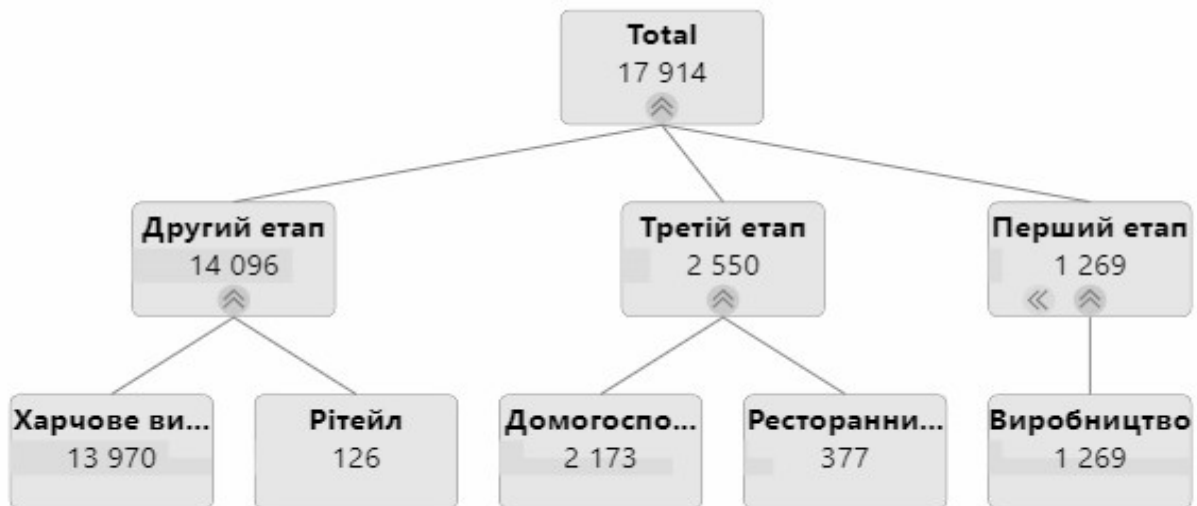 Total
17 914
Другий етап
14 096
Третій етап
2 550
Перший етап
1 269
Харчове ви...
13 970
Рітейл
126
Домогоспо...
2 173
Ресторанни...
377
Виробництво
1 269